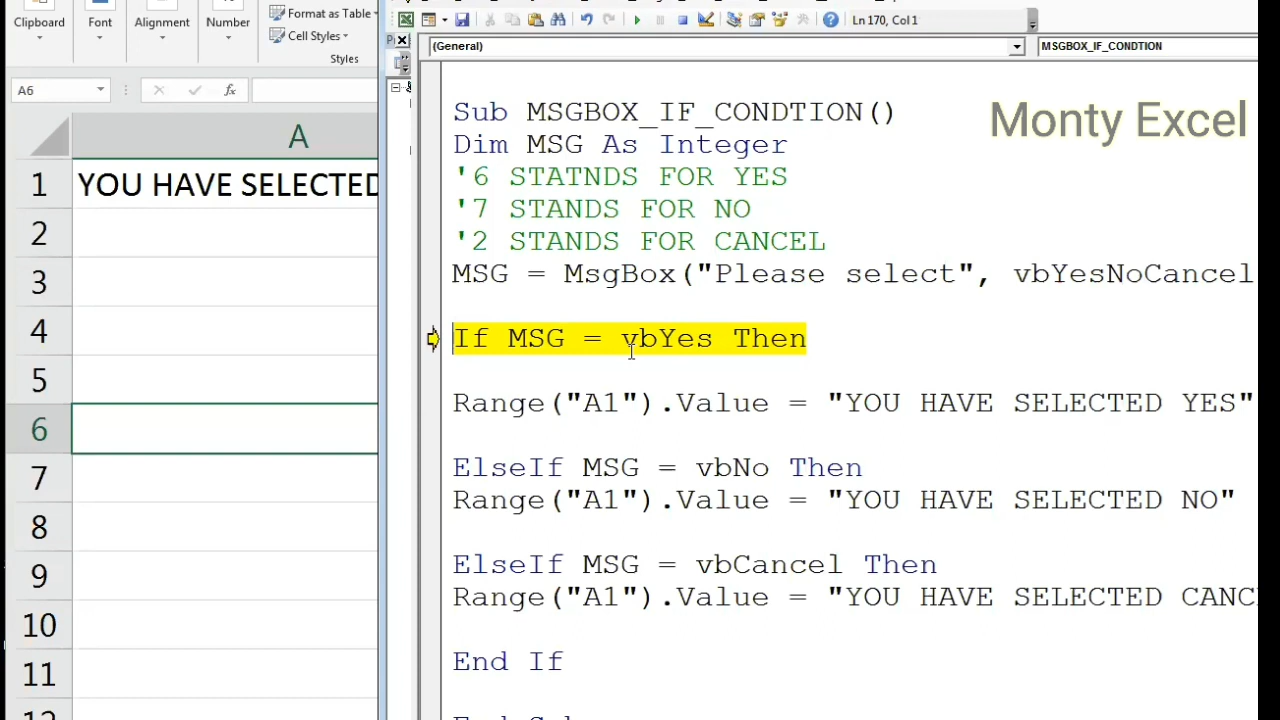 Clipboard
Font
Alignment
Number
Format as Table
Cell Styles
Styles
Ln 170, Col 1
(General)
MSGBOX_IF_CONDTION
A6
fx
A
1 YOU HAVE SELECTED
2
3
4
5
6
7
8
9
10
11
12
Monty Excel
Sub MSGBOX_IF_CONDTION()
Dim MSG As Integer
'6 STATNDS FOR YES
'7 STANDS FOR NO
'2 STANDS FOR CANCEL
MSG = MsgBox("Please select", vbYesNoCancel
If MSG = vbYes Then
Range("A1").Value = "YOU HAVE SELECTED YES"
ElseIf MSG = vbNo Then
Range("A1").Value = "YOU HAVE SELECTED NO"
ElseIf MSG = vbCancel Then
Range("A1").Value = "YOU HAVE SELECTED CANC
End If
End Sub